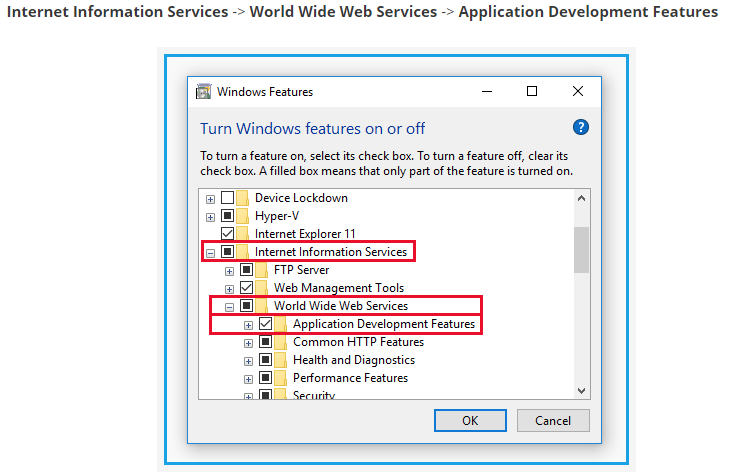 Internet Information Services -> World Wide Web Services -> Application Development Features
Windows Features
Turn Windows features on or off
?
To turn a feature on, select its check box. To turn a feature off, clear its
check box. A filled box means that only part of the feature is turned on.
Device Lockdown
Hyper-V
Internet Explorer 11
Internet Information Services
FTP Server
Web Management Tools
World Wide Web Services
Application Development Features
Common HTTP Features
Health and Diagnostics
Performance Features
Security
OK Cancel